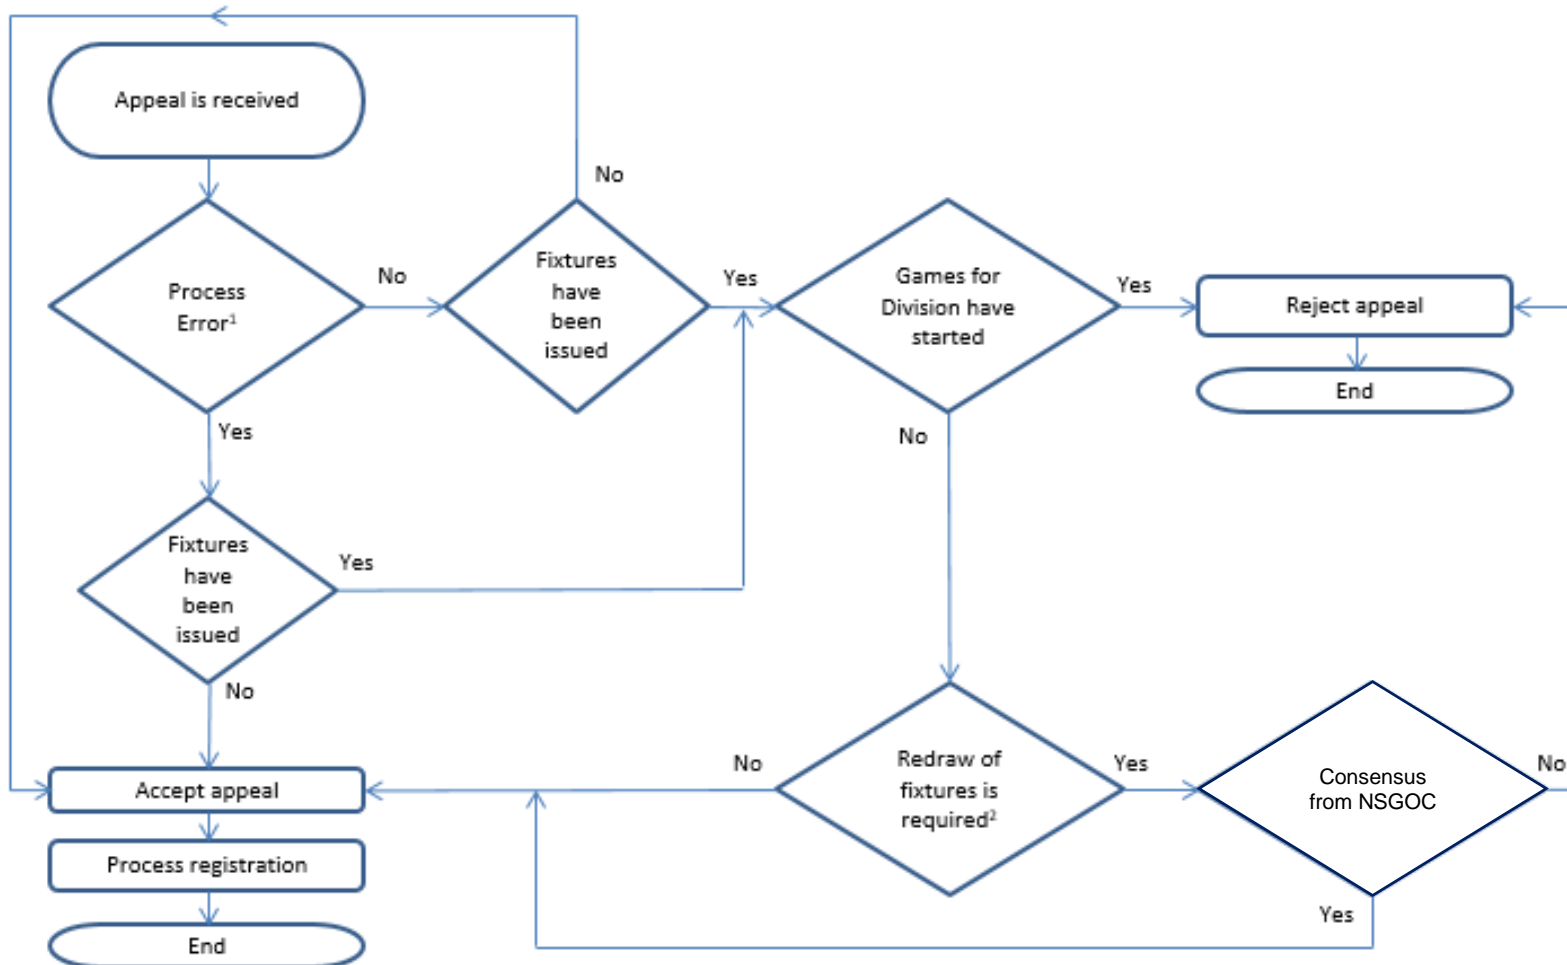 Appeal is received
No
Process
Error¹
No
Fixtures
have
been
issued
Yes
Games for
Division have
started
Yes
Reject appeal
End
Yes
No
Fixtures
have
been
issued
Yes
No
Accept appeal
No
Redraw of
fixtures is
required²
Yes
Consensus
from NSGOC
No
Process registration
Yes
End